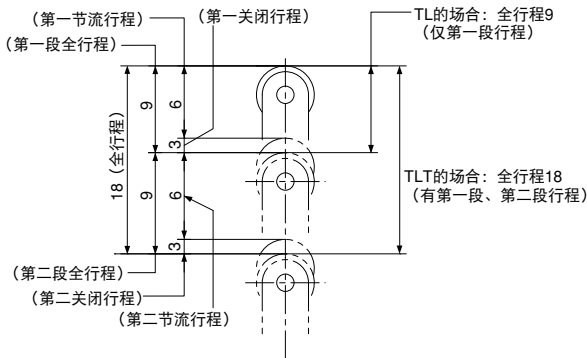 （第一节流行程）
（第一关闭行程）
（第一段全行程）
TL的场合：全行程9
（仅第一段行程）
18（全行程）
9
6
3
9
6
3
TLT的场合：全行程18
（有第一段、第二段行程）
（第二段全行程）
（第二关闭行程）
（第二节流行程）